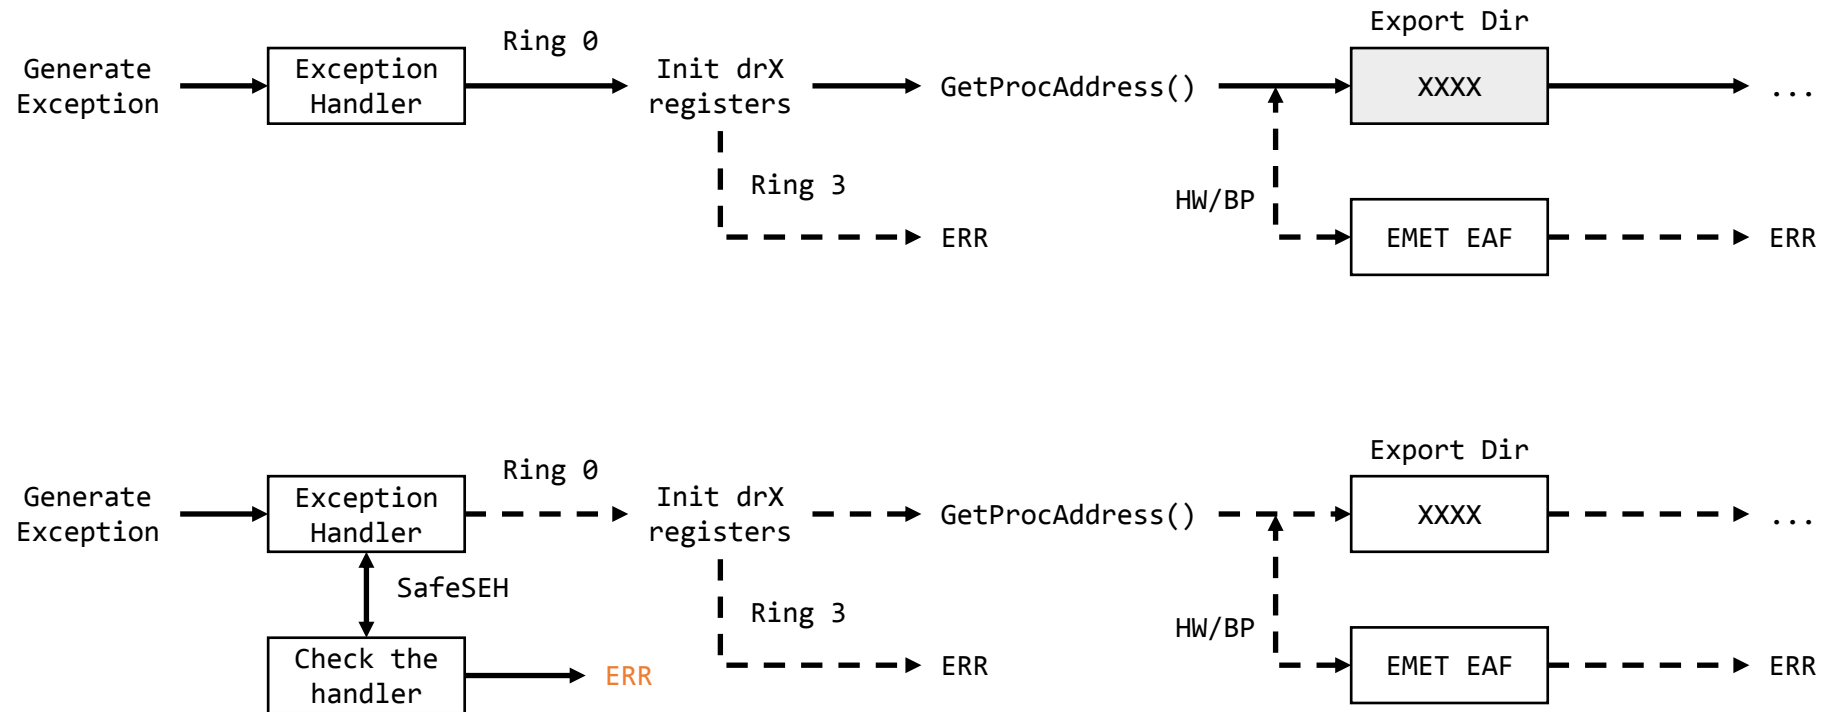 Export Dir
Ring 0
Generate
Exception
Exception
Handler
Init drX
registers
GetProcAddress()
XXXX
...
Ring 3
HW/BP
ERR
EMET EAF
ERR
Export Dir
Ring 0
Generate
Exception
Exception
Handler
Init drX
registers
GetProcAddress()
XXXX
...
SafeSEH
Ring 3
HW/BP
Check the
handler
ERR
ERR
EMET EAF
ERR